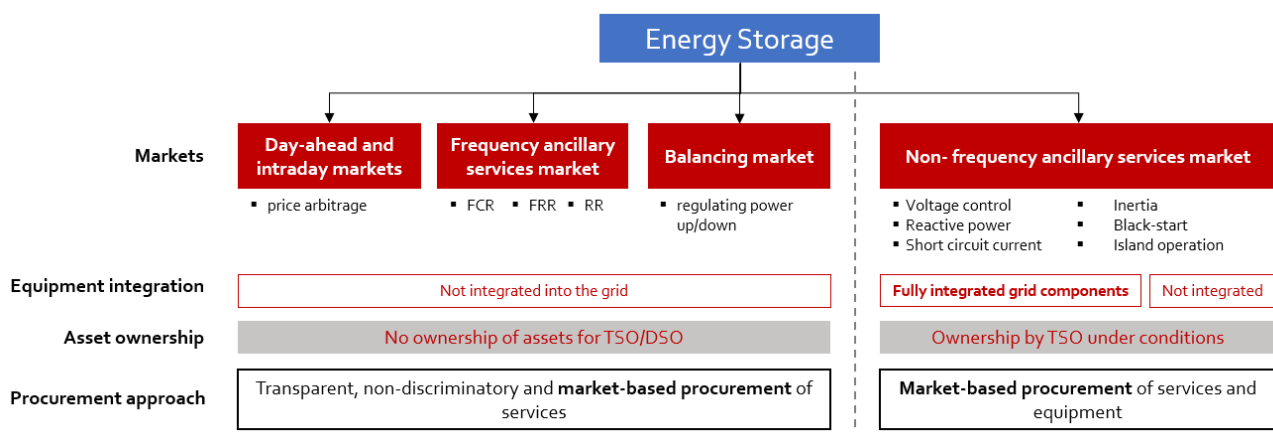 Energy Storage
Markets
Day-ahead and
intraday markets
Frequency ancillary
services market
Balancing market
Non- frequency ancillary services market
▪ price arbitrage
▪ FCR ▪ FRR ▪ RR
▪ regulating power
up/down
▪ Voltage control
▪ Reactive power
▪ Short circuit current
▪ Inertia
▪ Black-start
▪ Island operation
Equipment integration
Not integrated into the grid
Fully integrated grid components
Not integrated
Asset ownership
No ownership of assets for TSO/DSO
Ownership by TSO under conditions
Procurement approach
Transparent, non-discriminatory and market-based procurement of
services
Market-based procurement of services and
equipment